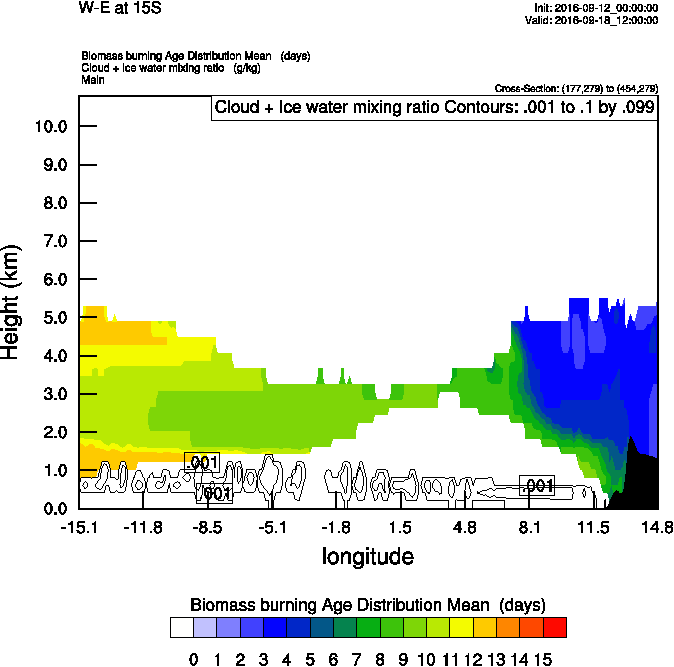 W-E at 15S
Init: 2016-09-12_00:00:00
Valid: 2016-09-18_12:00:00
Biomass burning Age Distribution Mean (days)
Cloud + Ice water mixing ratio (g/kg)
Main
Cross-Section: (177,279) to (454,279)
Cloud + Ice water mixing ratio Contours: .001 to .1 by .099
10.0
9.0
8.0
7.0
6.0
5.0
4.0
3.0
2.0
1.0
0.0
Height (km)
.001
.001
.001
-15.1 -11.8 -8.5 -5.1 -1.8 1.5 4.8 8.1 11.5 14.8
longitude
Biomass burning Age Distribution Mean (days)
0 1 2 3 4 5 6 7 8 9 10 11 12 13 14 15